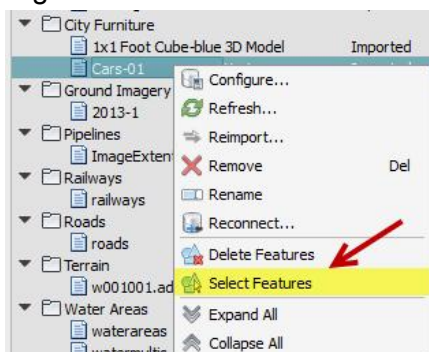 City Furniture
1x1 Foot Cube-blue 3D Model Imported
Cars-01
Configure...
Ground Imagery
Refresh...
2013-1
Reimport...
Pipelines
Remove Del
Railways
Rename
railways
Reconnect...
Roads
roads
Delete Features
Terrain
Select Features
w001001.ad
Water Areas
Expand All
waterareas
Collapse All